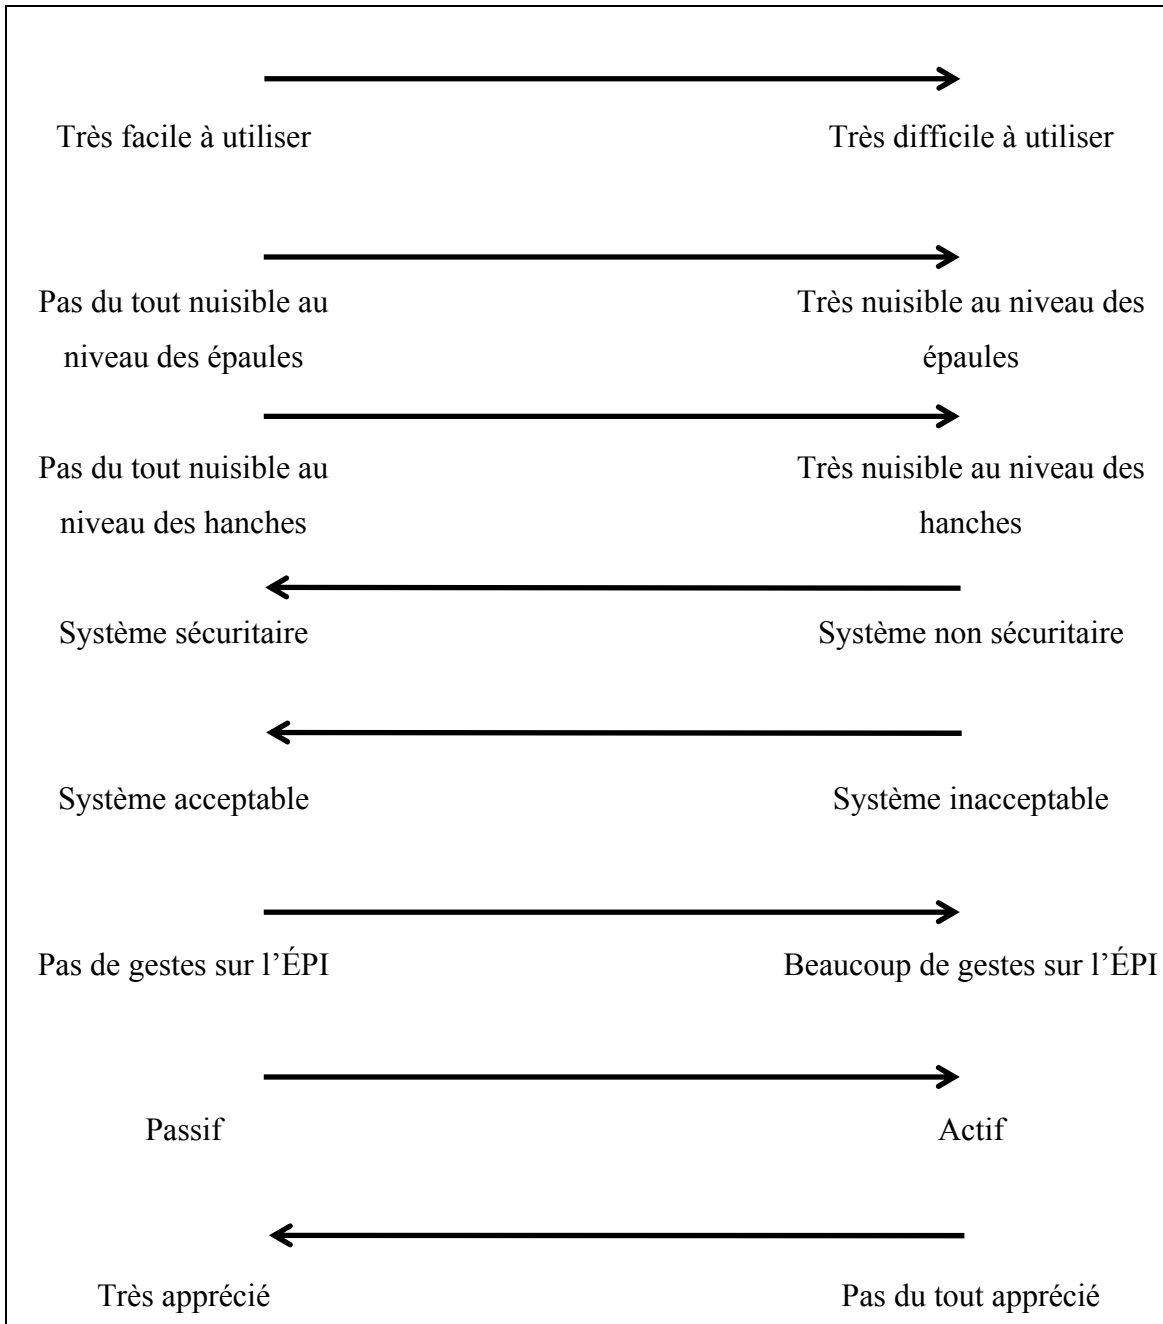 Très facile à utiliser
Très difficile à utiliser
Pas du tout nuisible au
niveau des épaules
Très nuisible au niveau des
épaules
Pas du tout nuisible au
niveau des hanches
Très nuisible au niveau des
hanches
Système sécuritaire
Système non sécuritaire
Système acceptable
Système inacceptable
Pas de gestes sur l’ÉPI
Beaucoup de gestes sur l’ÉPI
Passif
Actif
Très apprécié
Pas du tout apprécié